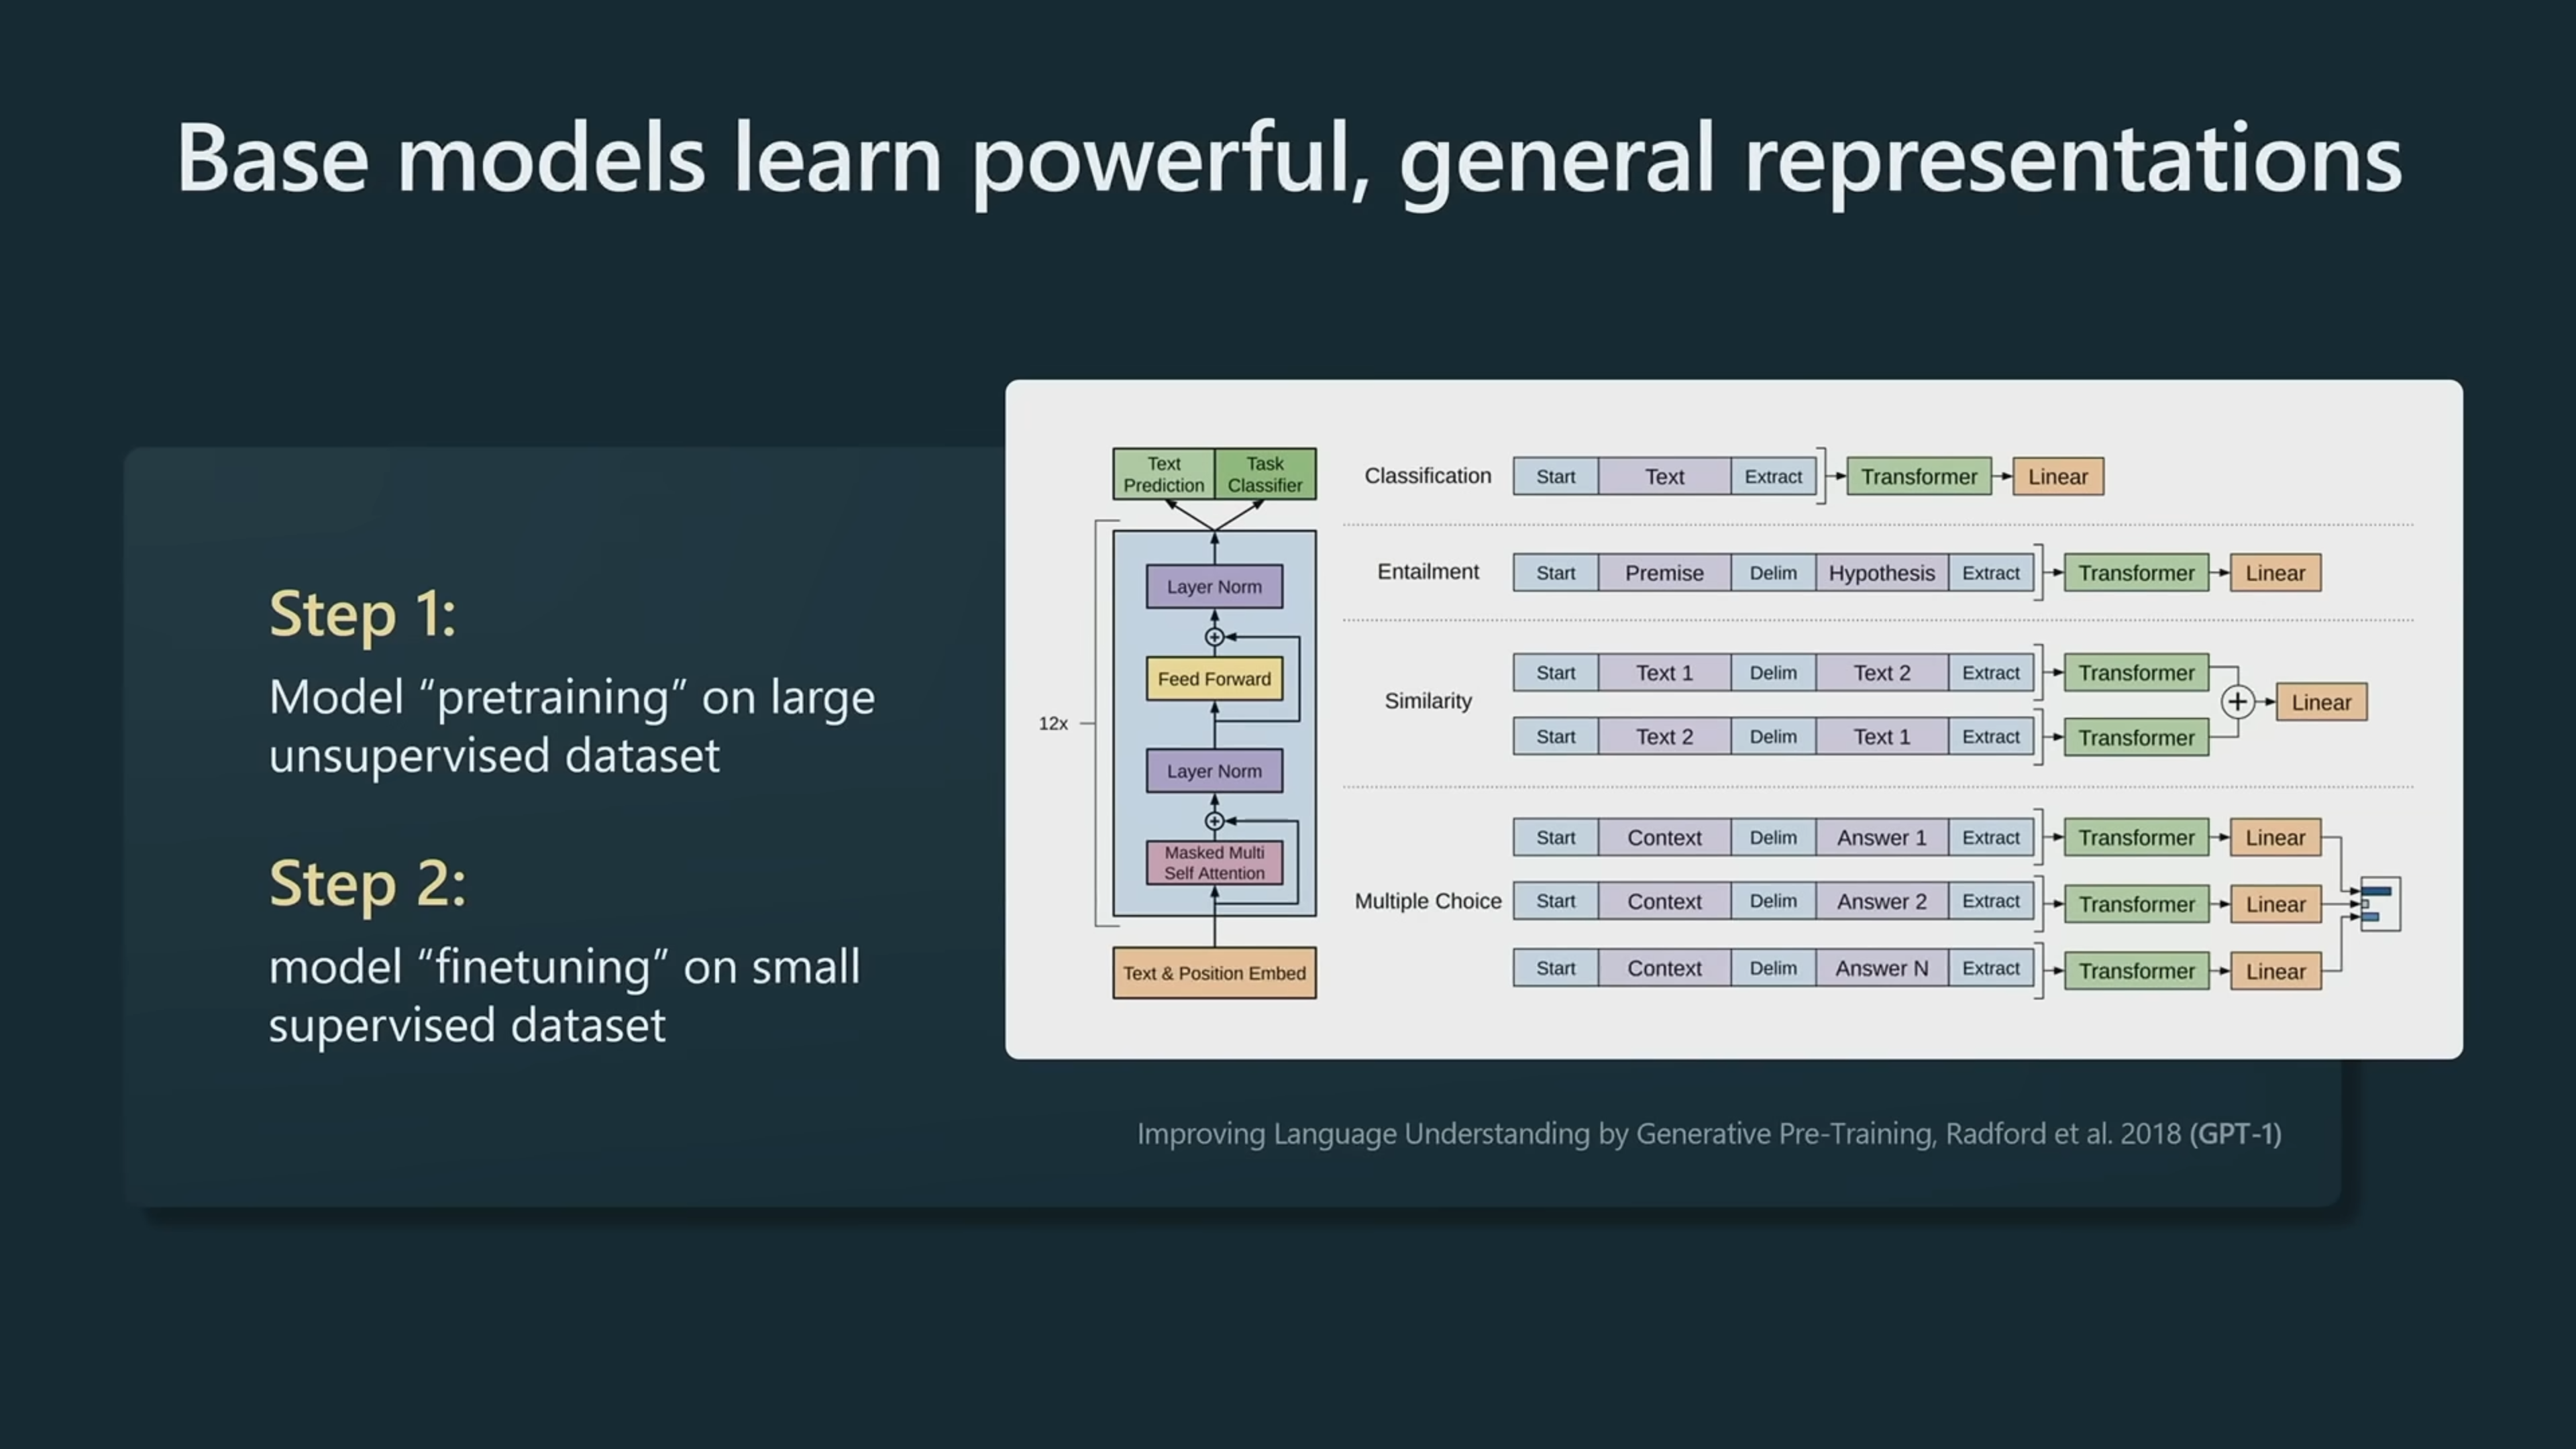 Base models learn powerful, general representations
Step 1:
Model “pretraining” on large
unsupervised dataset
Step 2:
model “finetuning” on small
supervised dataset
Text
Prediction
Task
Classifier
Layer Norm
Feed Forward
12x
Layer Norm
Masked Multi
Self Attention
Text & Position Embed
Classification Start Text Extract Transformer Linear
Entailment Start Premise Delim Hypothesis Extract Transformer Linear
Similarity
Start Text 1 Delim Text 2 Extract Transformer
Start Text 2 Delim Text 1 Extract Transformer
+ Linear
Multiple Choice
Start Context Delim Answer 1 Extract Transformer Linear
Start Context Delim Answer 2 Extract Transformer Linear
Start Context Delim Answer N Extract Transformer Linear
Improving Language Understanding by Generative Pre-Training, Radford et al. 2018 (GPT-1)